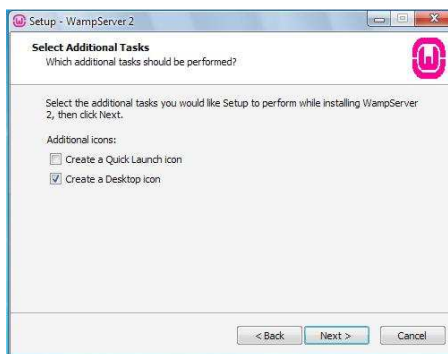 Setup - WampServer 2
Select Additional Tasks
Which additional tasks should be performed?
Select the additional tasks you would like Setup to perform while installing WampServer
2, then click Next.
Additional icons:
Create a Quick Launch icon
Create a Desktop icon
< Back
Next >
Cancel